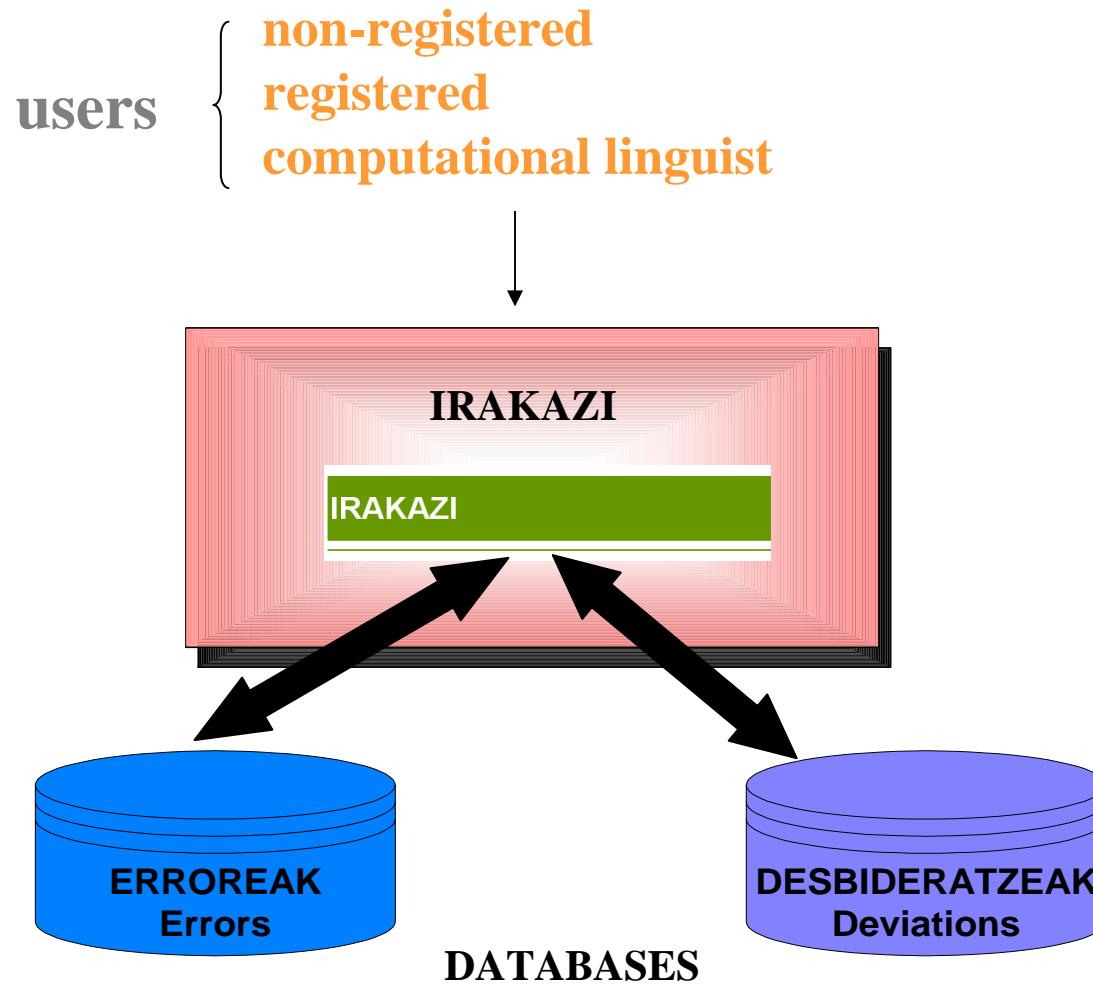 non-registered
users
registered
computational linguist
IRAKAZI
IRAKAZI
ERROREAK
Errors
DESBIDERATZEAK
Deviations
DATABASES